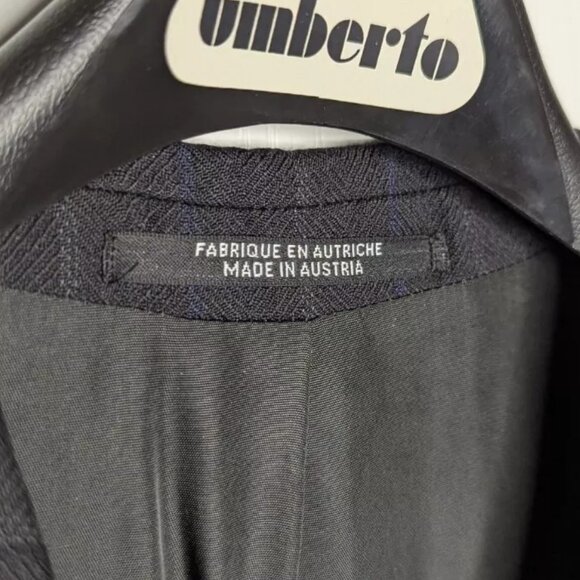 Umberto
FABRIQUE EN AUTRICHE
MADE IN AUSTRIA